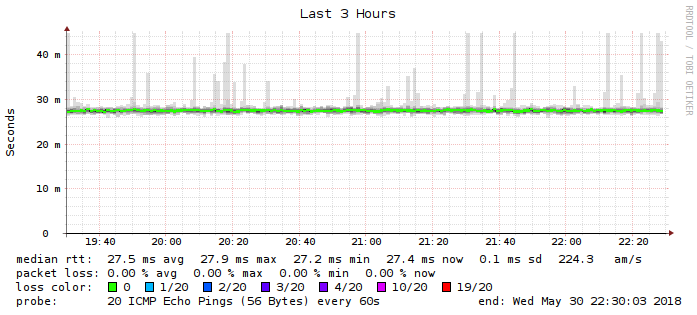 Last 3 Hours
RRDTOOL / TOBI OETIKER
Seconds
40 m
30 m
20 m
10 m
0
19:40 20:00 20:20 20:40 21:00 21:20 21:40 22:00 22:20
median rtt: 27.5 ms avg 27.9 ms max 27.2 ms min 27.4 ms now 0.1 ms sd 224.3 am/s
packet loss: 0.00 % avg 0.00 % max 0.00 % min 0.00 % now
loss color: 0 1/20 2/20 3/20 4/20 10/20 19/20
probe: 20 ICMP Echo Pings (56 Bytes) every 60s end: Wed May 30 22:30:03 2018